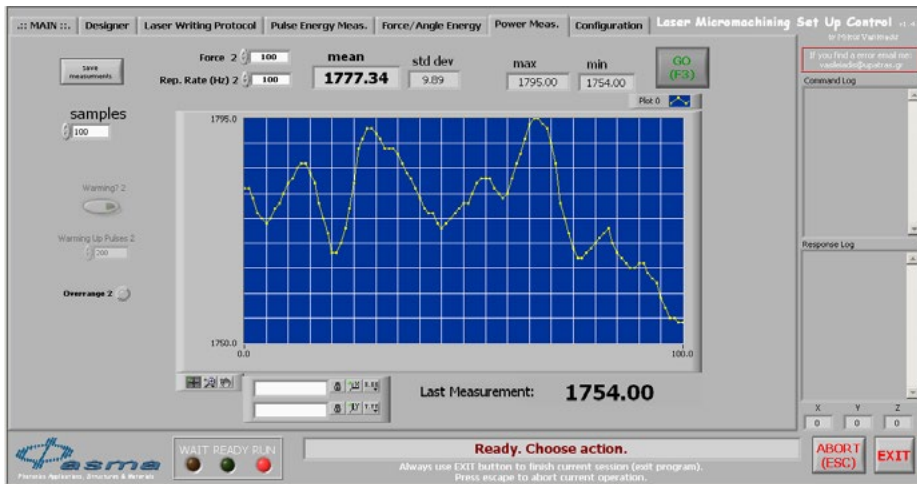 .:: MAIN ::. Designer Laser Writing Protocol Pulse Energy Meas. Force/Angle Energy Power Meas. Configuration
Laser Micromachining Set Up Control
If you find a error email me:
Save measurements
Force 2 100
Rep. Rate (Hz) 2 100
mean
1777.34
std dev
9.89
max
1795.00
min
1754.00
GO
(F3)
Plot 0
samples
100
Warming? 2
Warming Up Pulses 2
200
Overrange 2
1795.0
1750.0
0.0
100.0
Last Measurement: 1754.00
Command Log
Response Log
X Y Z
0 0 0
asma
Photonics Applications, Structures & Materials
WAIT READY RUN
Ready. Choose action.
Always use EXIT button to finish current session (exit program).
Press escape to abort current operation.
ABORT
(ESC)
EXIT